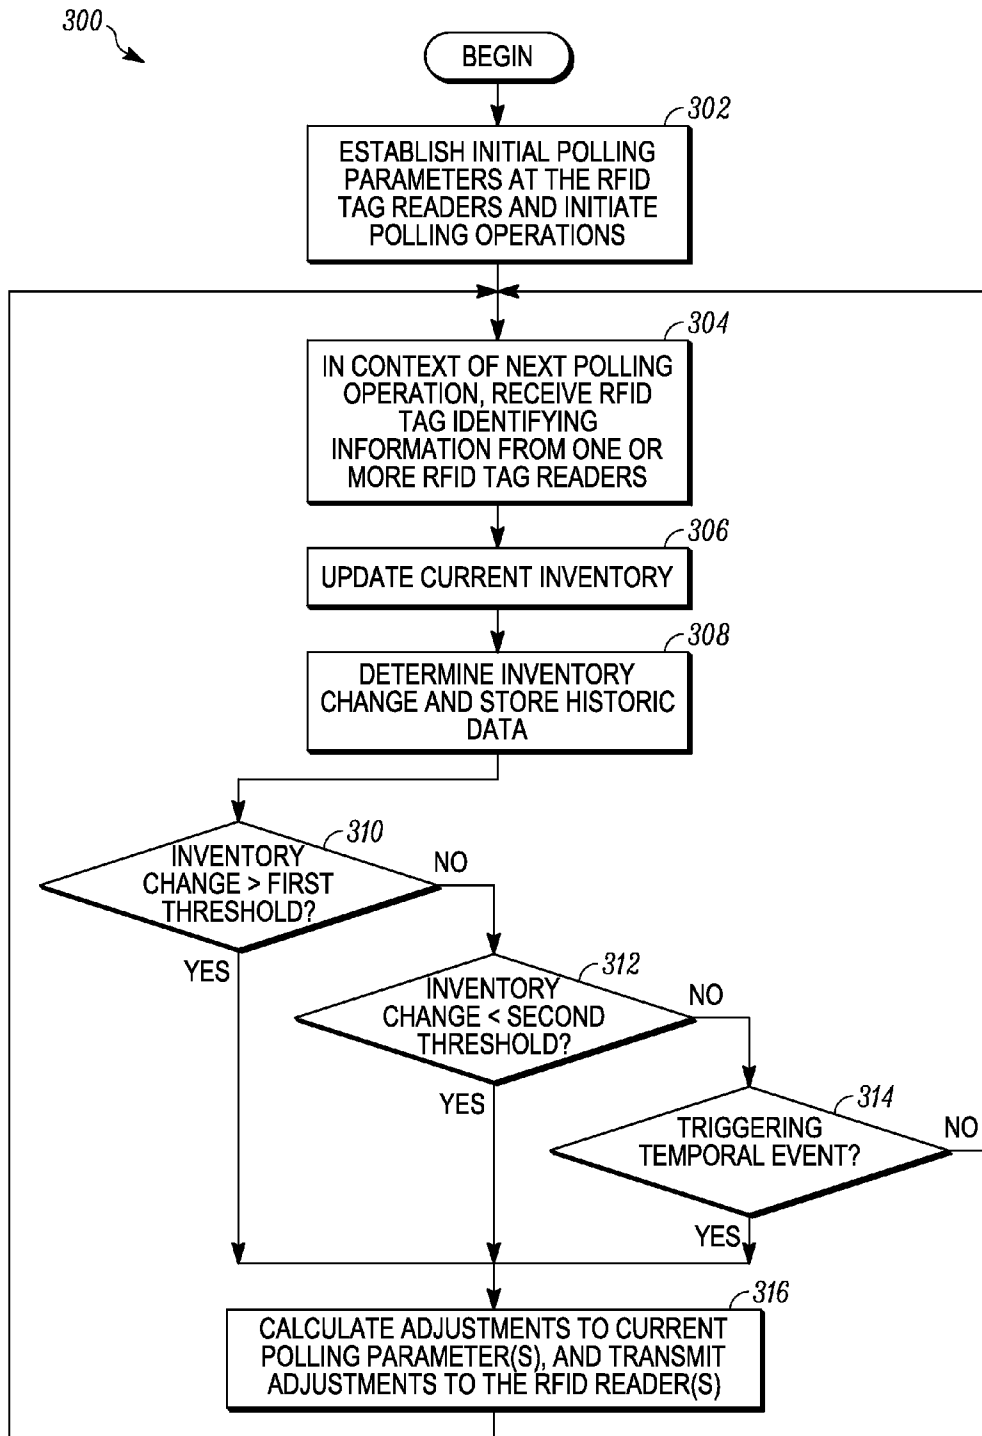 300
BEGIN
302
ESTABLISH INITIAL POLLING
PARAMETERS AT THE RFID
TAG READERS AND INITIATE
POLLING OPERATIONS
304
IN CONTEXT OF NEXT POLLING
OPERATION, RECEIVE RFID
TAG IDENTIFYING
INFORMATION FROM ONE OR
MORE RFID TAG READERS
306
UPDATE CURRENT INVENTORY
308
DETERMINE INVENTORY
CHANGE AND STORE HISTORIC
DATA
310
INVENTORY
CHANGE > FIRST
THRESHOLD?
NO
YES
312
INVENTORY
CHANGE < SECOND
THRESHOLD?
NO
YES
314
TRIGGERING
TEMPORAL EVENT?
NO
YES
316
CALCULATE ADJUSTMENTS TO CURRENT
POLLING PARAMETER(S), AND TRANSMIT
ADJUSTMENTS TO THE RFID READER(S)